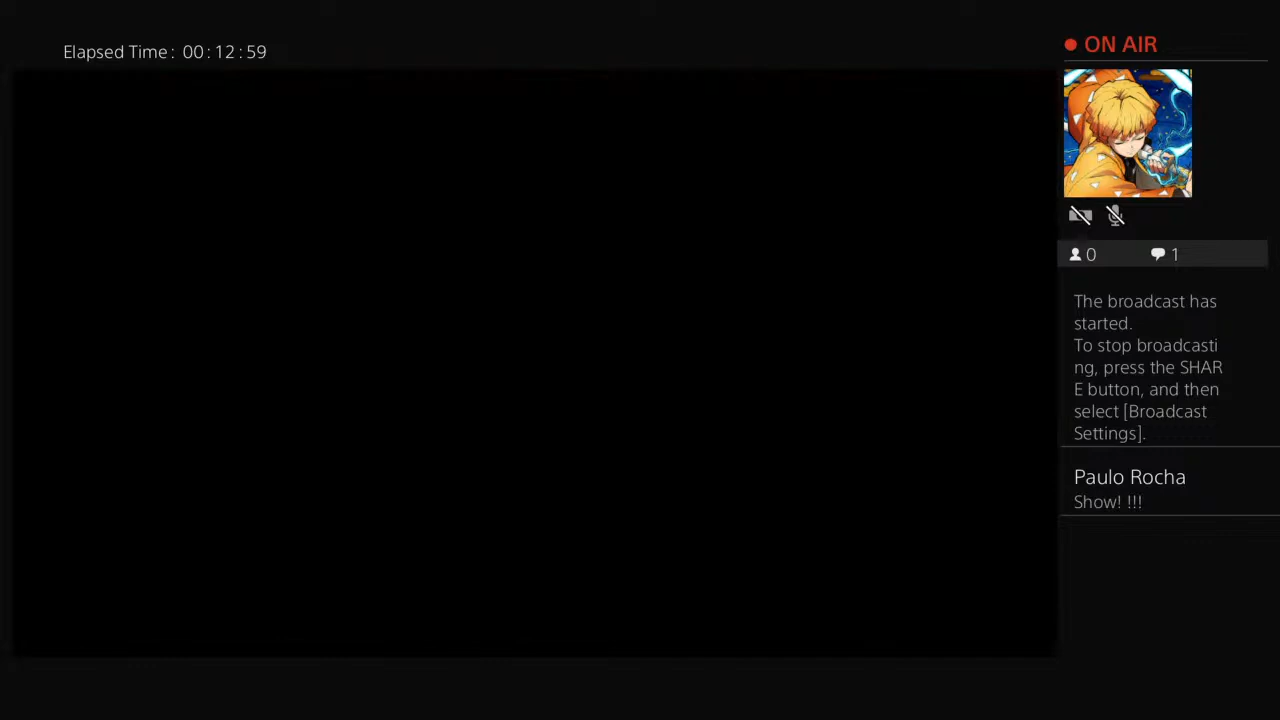 Elapsed Time: 00:12:59
ON AIR
0 1
The broadcast has
started.
To stop broadcasti
ng, press the SHAR
E button, and then
select [Broadcast
Settings].
Paulo Rocha
Show! !!!